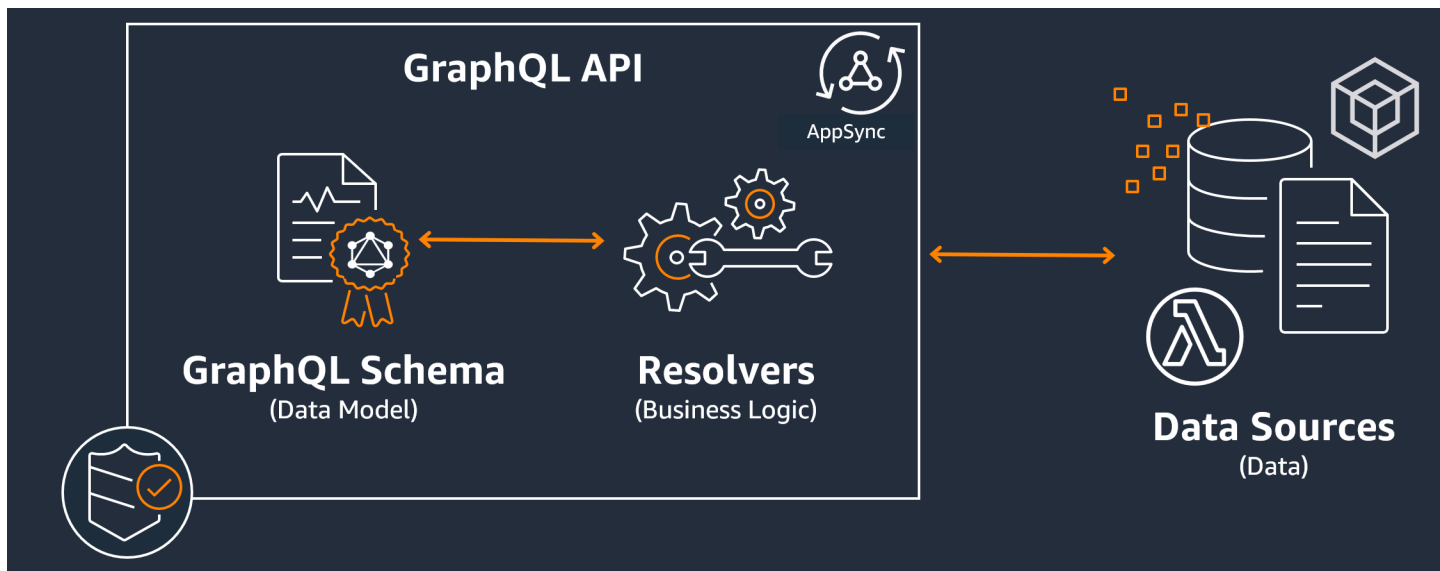 GraphQL API
AppSync
GraphQL Schema
(Data Model)
Resolvers
(Business Logic)
Data Sources
(Data)